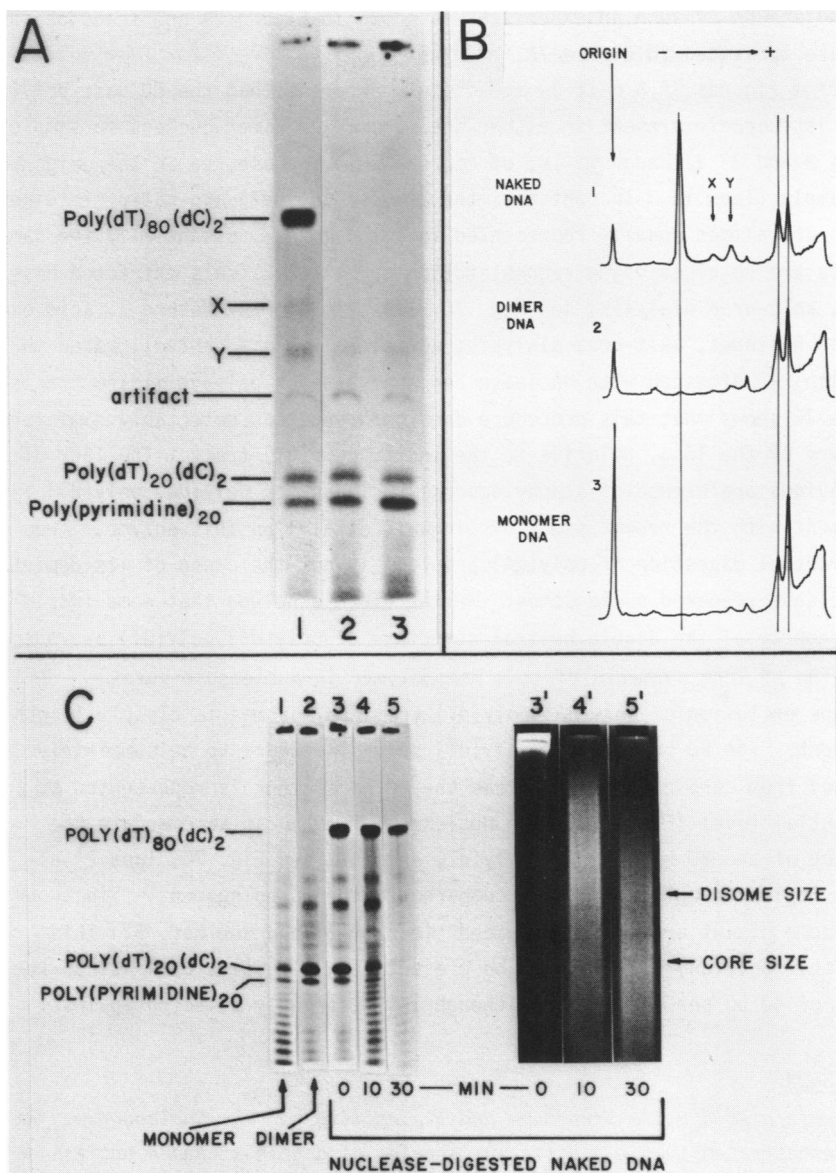 A
Poly(dT)80(dC)2
X
Y
artifact
Poly(dT)20(dC)2
Poly(pyrimidine)20
1 2 3
B
ORIGIN +
NAKED DNA 1
X Y
DIMER DNA 2
3 MONOMER DNA
C
1 2 3 4 5 3' 4' 5'
POLY(dT)80(dC)2
DISOME SIZE
POLY(dT)20(dC)2
CORE SIZE
POLY(PYRIMIDINE)20
0 10 30 MIN 0 10 30
MONOMER DIMER
NUCLEASE-DIGESTED NAKED DNA